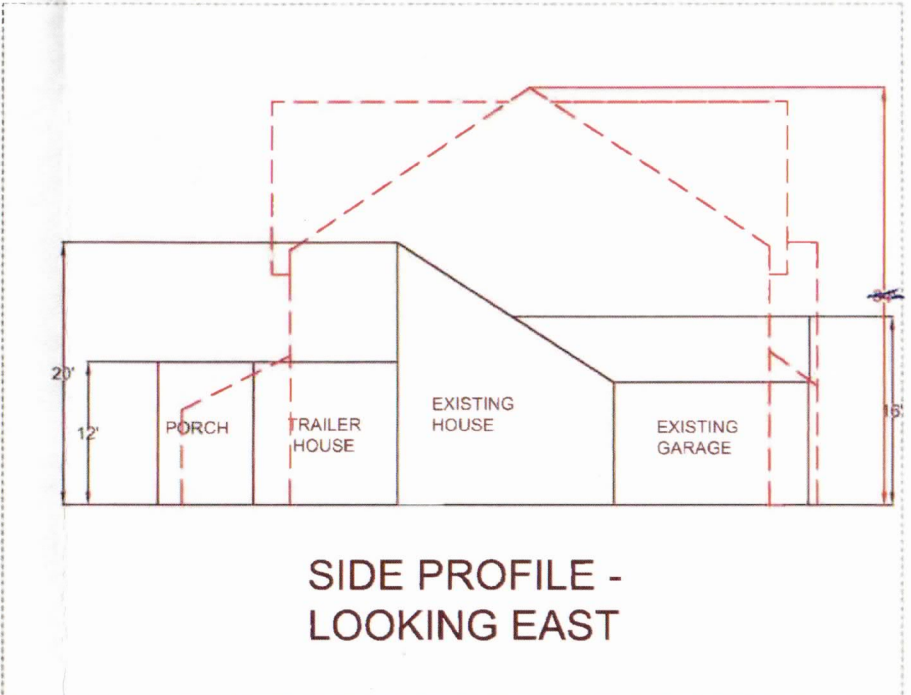 20'
12'
PORCH
TRAILER
HOUSE
EXISTING
HOUSE
EXISTING
GARAGE
16'
SIDE PROFILE -
LOOKING EAST